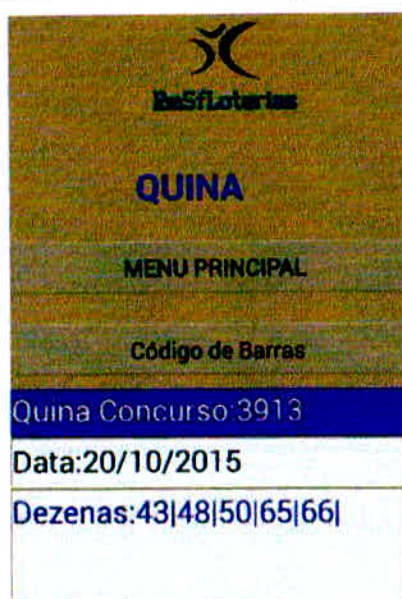 QUINA
MENU PRINCIPAL
Código de Barras
Quina Concurso:3913
Data:20/10/2015
Dezenas:43|48|50|65|66|